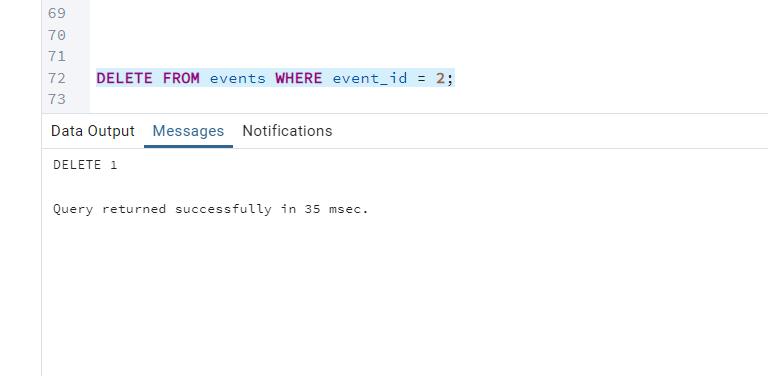 69
70
71
72 DELETE FROM events WHERE event_id = 2;
73
Data Output Messages Notifications
DELETE 1
Query returned successfully in 35 msec.